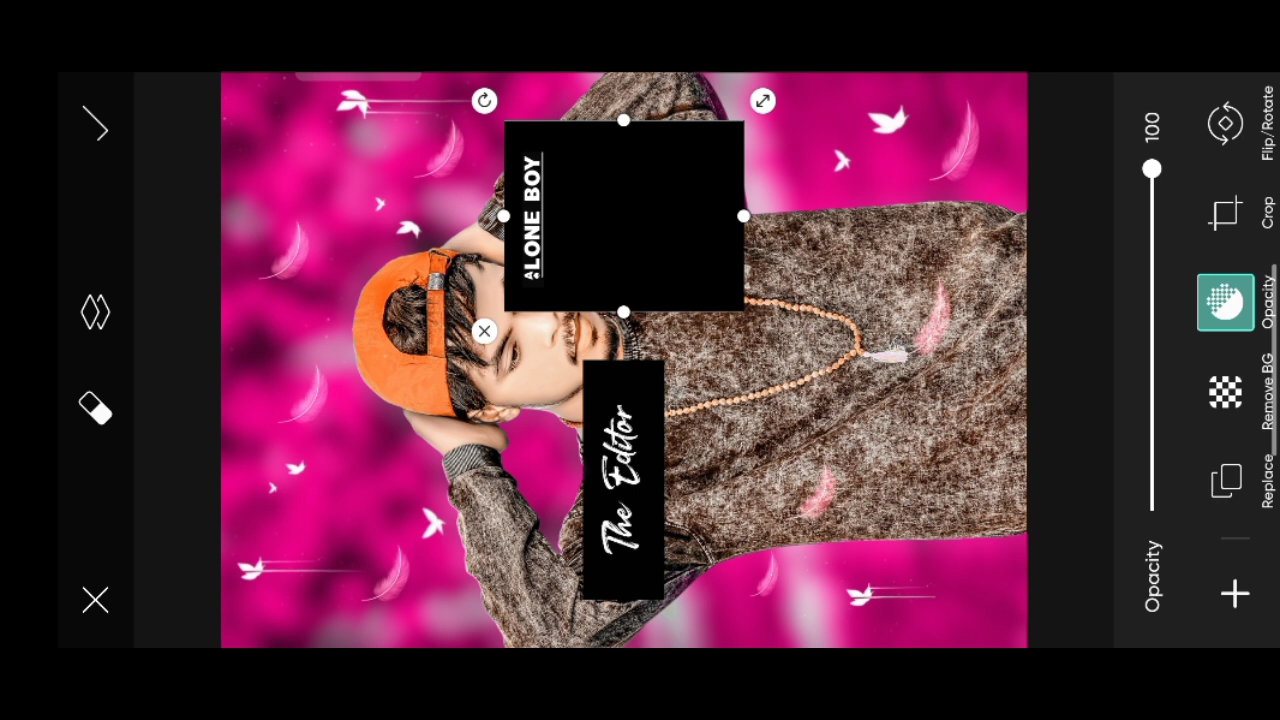 ALONE BOY
The Editor
Opacity
100
Replace
Remove BG
Opacity
Crop
Flip/Rotate